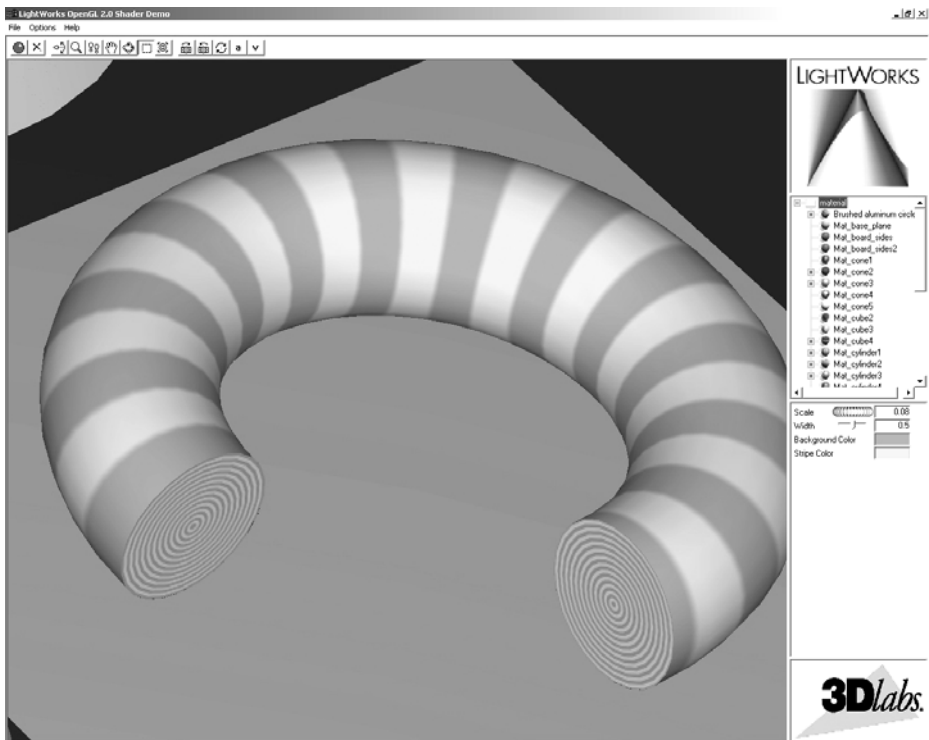 LightWorks OpenGL 2.0 Shader Demo
File Options Help
a v
LIGHTWORKS
material
Brushed aluminum circle
Mat_base_plane
Mat_board_sides
Mat_board_sides2
Mat_cone1
Mat_cone2
Mat_cone3
Mat_cone4
Mat_cone5
Mat_cube2
Mat_cube3
Mat_cube4
Mat_cylinder1
Mat_cylinder2
Mat_cylinder3
Scale 0.08
Width 0.5
Background Color
Stripe Color
3Dlabs.